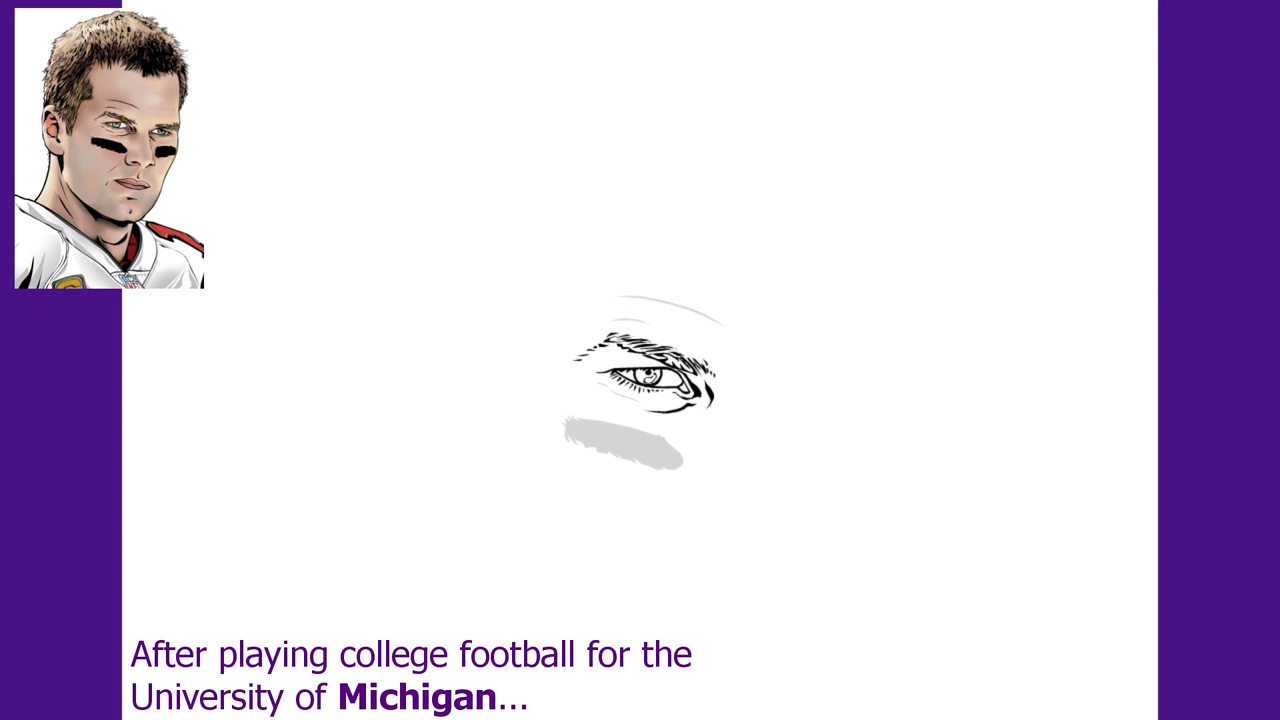 After playing college football for the
University of Michigan...